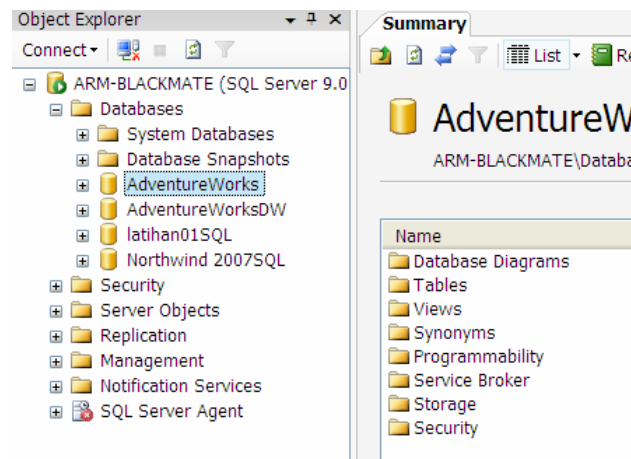 Object Explorer
Connect
ARM-BLACKMATE (SQL Server 9.0
Databases
System Databases
Database Snapshots
AdventureWorks
AdventureWorksDW
latihan01SQL
Northwind 2007SQL
Security
Server Objects
Replication
Management
Notification Services
SQL Server Agent
Summary
List
Re
AdventureW
ARM-BLACKMATE\Databa
Name
Database Diagrams
Tables
Views
Synonyms
Programmability
Service Broker
Storage
Security